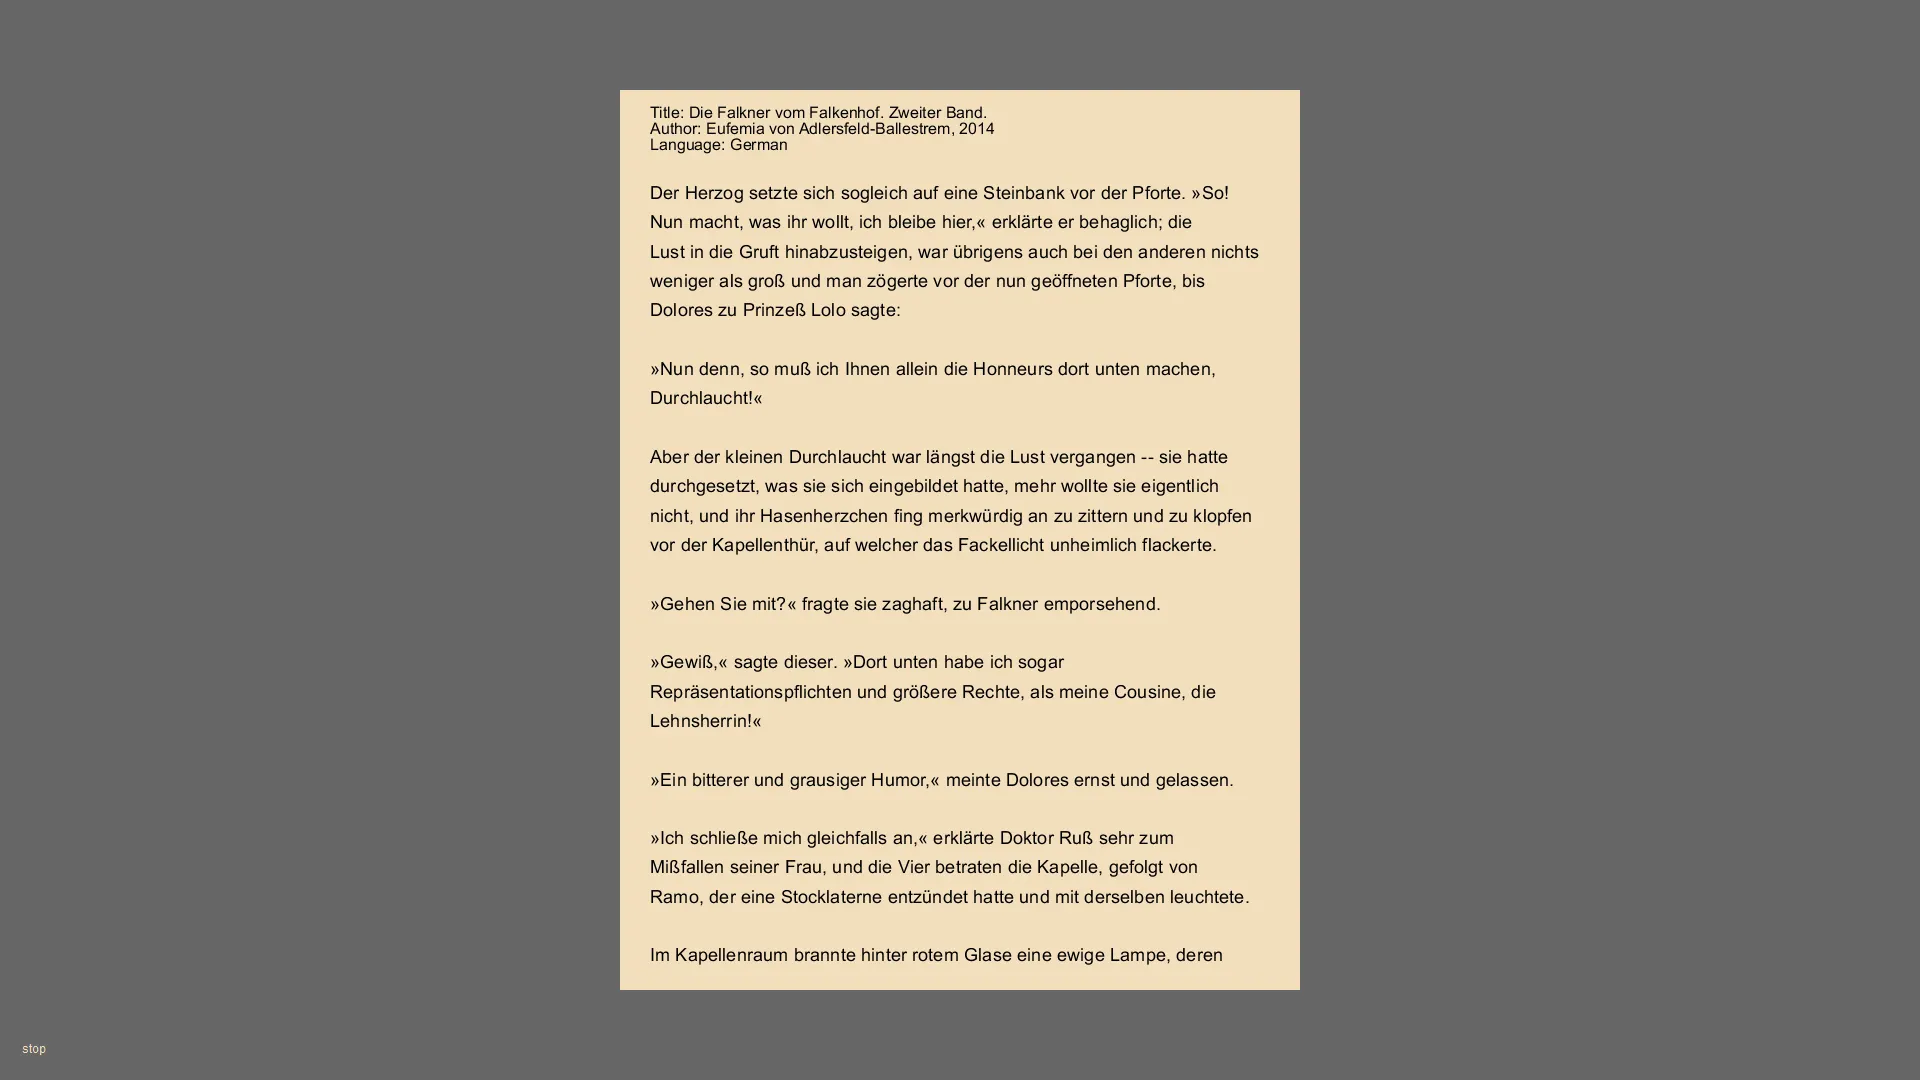 Title: Die Falkner vom Falkenhof. Zweiter Band.
Author: Eufemia von Adlersfeld-Ballestrem, 2014
Language: German
Der Herzog setzte sich sogleich auf eine Steinbank vor der Pforte. »So!
Nun macht, was ihr wollt, ich bleibe hier,« erklärte er behaglich; die
Lust in die Gruft hinabzusteigen, war übrigens auch bei den anderen nichts
weniger als groß und man zögerte vor der nun geöffneten Pforte, bis
Dolores zu Prinzeß Lolo sagte:
»Nun denn, so muß ich Ihnen allein die Honneurs dort unten machen,
Durchlaucht!«
Aber der kleinen Durchlaucht war längst die Lust vergangen -- sie hatte
durchgesetzt, was sie sich eingebildet hatte, mehr wollte sie eigentlich
nicht, und ihr Hasenherzchen fing merkwürdig an zu zittern und zu klopfen
vor der Kapellenthür, auf welcher das Fackellicht unheimlich flackerte.
»Gehen Sie mit?« fragte sie zaghaft, zu Falkner emporsehend.
»Gewiß,« sagte dieser. »Dort unten habe ich sogar
Repräsentationspflichten und größere Rechte, als meine Cousine, die
Lehnsherrin!«
»Ein bitterer und grausiger Humor,« meinte Dolores ernst und gelassen.
»Ich schließe mich gleichfalls an,« erklärte Doktor Ruß sehr zum
Mißfallen seiner Frau, und die Vier betraten die Kapelle, gefolgt von
Ramo, der eine Stocklaterne entzündet hatte und mit derselben leuchtete.
Im Kapellenraum brannte hinter rotem Glase eine ewige Lampe, deren
stop